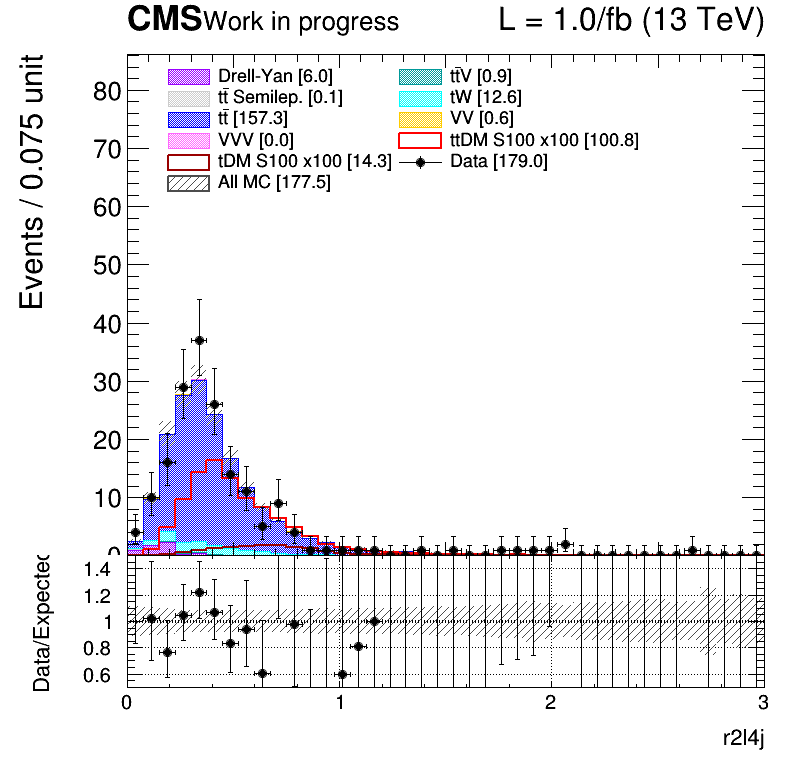 CMS Work in progress L = 1.0/fb (13 TeV)
Events / 0.075 unit
Drell-Yan [6.0] tt̄V [0.9]
tt̄ Semilep. [0.1] tW [12.6]
tt̄ [157.3] VV [0.6]
VVV [0.0] ttDM S100 x100 [100.8]
tDM S100 x100 [14.3] Data [179.0]
All MC [177.5]
80
70
60
50
40
30
20
10
0
Data/Expected
1.4
1.2
1
0.8
0.6
0 1 2 3
r2l4j